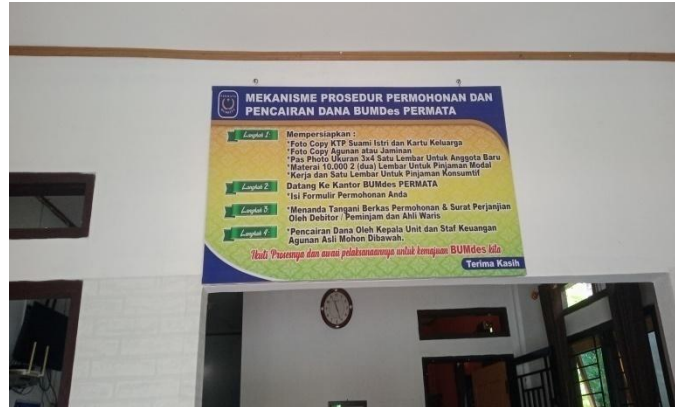 MEKANISME PROSEDUR PERMOHONAN DAN
PENCAIRAN DANA BUMDes PERMATA
Langkah 1
Mempersiapkan :
*Foto Copy KTP Suami Istri dan Kartu Keluarga
*Foto Copy Agunan atau Jaminan
*Pas Photo Ukuran 3x4 Satu Lembar Untuk Anggota Baru
*Materai 10.000 2 (dua) Lembar Untuk Pinjaman Modal
*Kerja dan Satu Lembar Untuk Pinjaman Konsumtif
Langkah 2
Datang Ke Kantor BUMDes PERMATA
*Isi Formulir Permohonan Anda
Langkah 3
*Menanda Tangani Berkas Permohonan & Surat Perjanjian
Oleh Debitor / Peminjam dan Ahli Waris
Langkah 4
*Pencairan Dana Oleh Kepala Unit dan Staf Keuangan
Agunan Asli Mohon Dibawah.
Ikuti Prosesnya dan awasi pelaksanaannya untuk kemajuan BUMdes kita
Terima Kasih